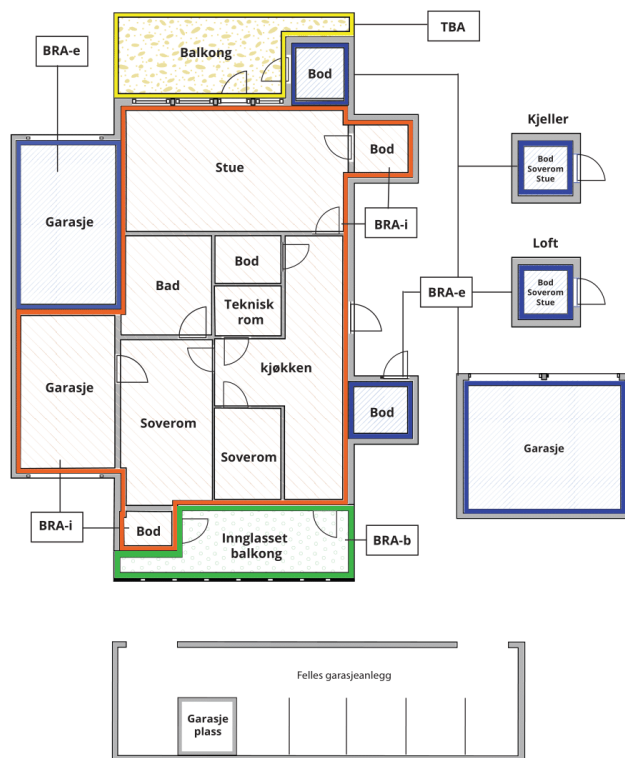 TBA
BRA-e
Balkong
Bod
Kjeller
Bod
Soverom
Stue
Stue
Bod
Garasje
BRA-i
Bad
Bod
Teknisk
rom
Loft
Bod
Soverom
Stue
BRA-e
kjøkken
Garasje
Soverom
Bod
Garasje
Soverom
BRA-i
Bod
Innglasset
balkong
BRA-b
Felles garasjeanlegg
Garasje
plass